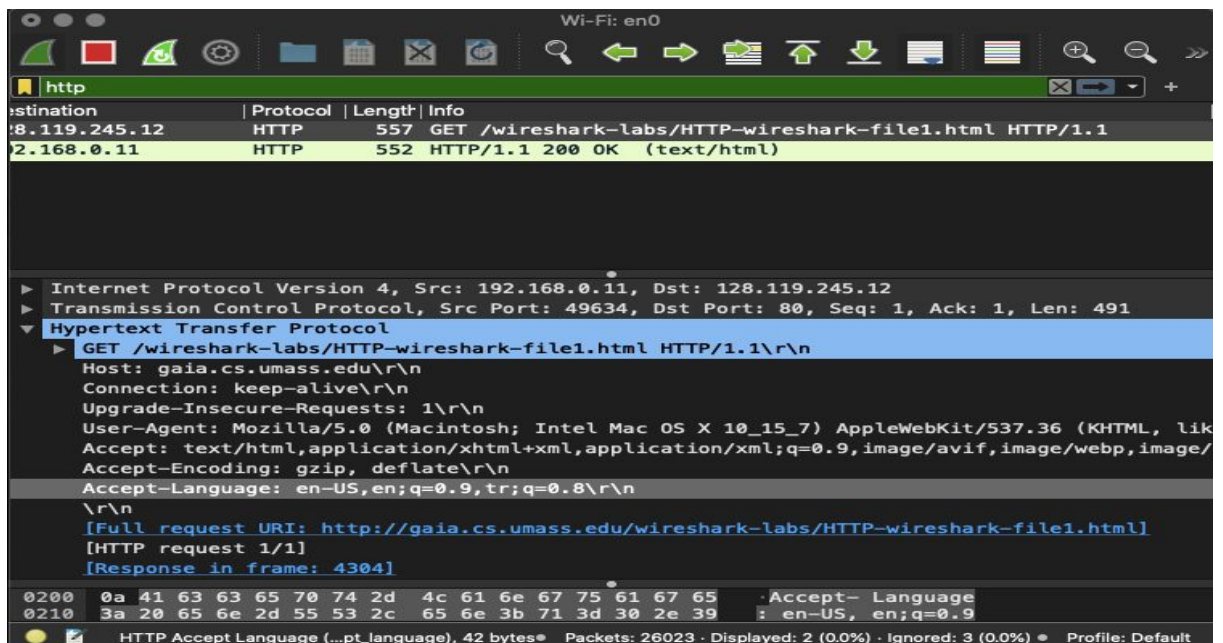 Wi-Fi: en0
http
estination Protocol Length Info
8.119.245.12 HTTP 557 GET /wireshark-labs/HTTP-wireshark-file1.html HTTP/1.1
2.168.0.11 HTTP 552 HTTP/1.1 200 OK (text/html)
Internet Protocol Version 4, Src: 192.168.0.11, Dst: 128.119.245.12
Transmission Control Protocol, Src Port: 49634, Dst Port: 80, Seq: 1, Ack: 1, Len: 491
Hypertext Transfer Protocol
GET /wireshark-labs/HTTP-wireshark-file1.html HTTP/1.1\r\n
Host: gaia.cs.umass.edu\r\n
Connection: keep-alive\r\n
Upgrade-Insecure-Requests: 1\r\n
User-Agent: Mozilla/5.0 (Macintosh; Intel Mac OS X 10_15_7) AppleWebKit/537.36 (KHTML, lik
Accept: text/html,application/xhtml+xml,application/xml;q=0.9,image/avif,image/webp,image/
Accept-Encoding: gzip, deflate\r\n
Accept-Language: en-US,en;q=0.9,tr;q=0.8\r\n
\r\n
[Full request URI: http://gaia.cs.umass.edu/wireshark-labs/HTTP-wireshark-file1.html]
[HTTP request 1/1]
[Response in frame: 4304]
0200 0a 41 63 63 65 70 74 2d 4c 61 6e 67 75 61 67 65 ·Accept- Language
0210 3a 20 65 6e 2d 55 53 2c 65 6e 3b 71 3d 30 2e 39 : en-US, en;q=0.9
HTTP Accept Language (...pt_language), 42 bytes Packets: 26023 · Displayed: 2 (0.0%) · Ignored: 3 (0.0%) Profile: Default